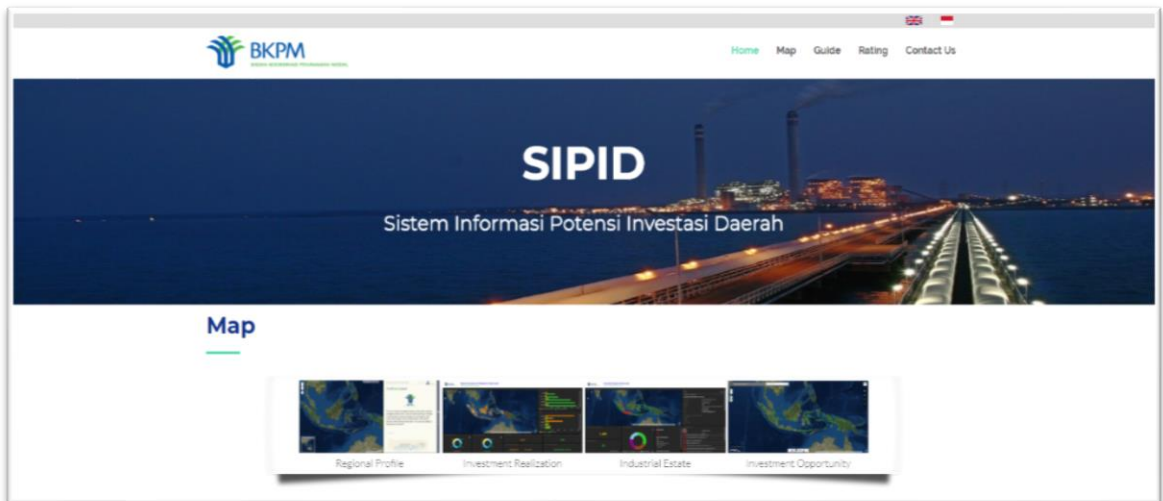 BKPM
Home Map Guide Rating Contact Us
SIPID
Sistem Informasi Potensi Investasi Daerah
Map
Regional Profile Investment Realization Industrial Estate Investment Opportunity